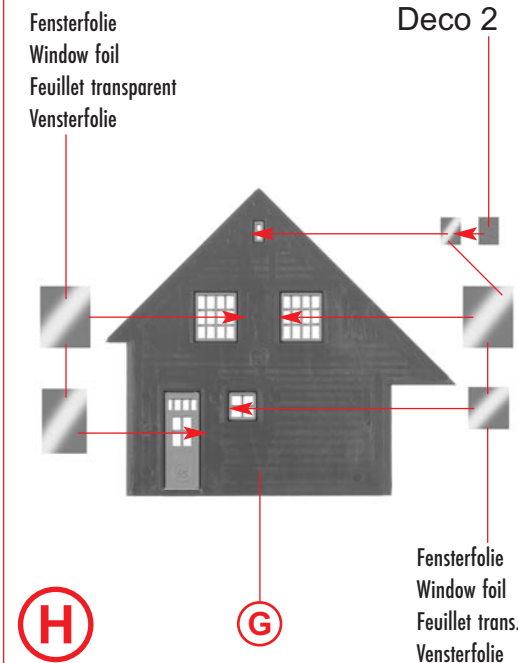 Fensterfolie
Window foil
Feuillet transparent
Vensterfolie
Deco 2
H
G
Fensterfolie
Window foil
Feuillet trans.
Vensterfolie